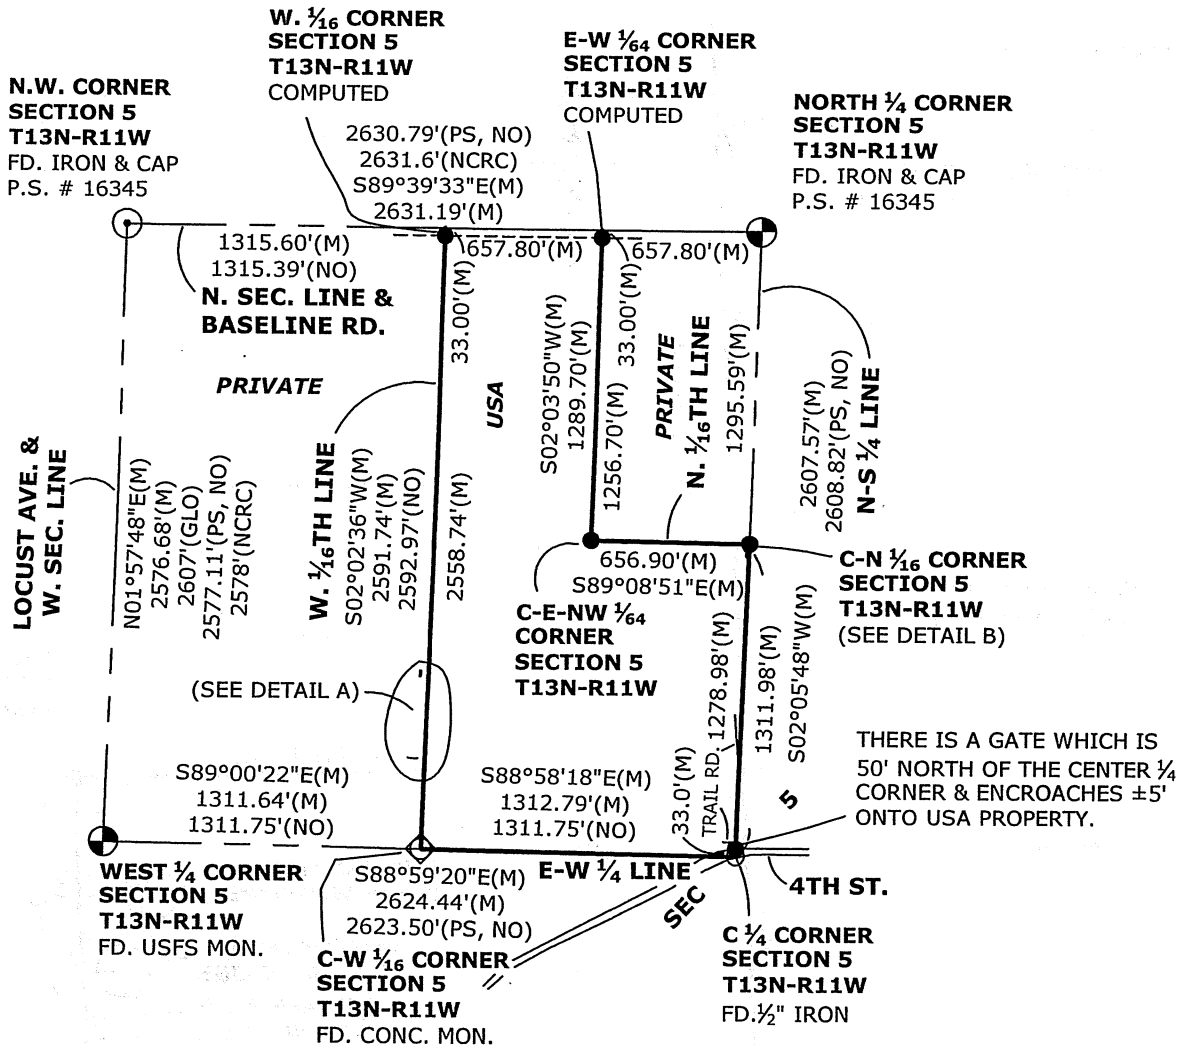 W. 1/16 CORNER
SECTION 5
T13N-R11W
COMPUTED
E-W 1/64 CORNER
SECTION 5
T13N-R11W
COMPUTED
N.W. CORNER
SECTION 5
T13N-R11W
FD. IRON & CAP
P.S. # 16345
NORTH 1/4 CORNER
SECTION 5
T13N-R11W
FD. IRON & CAP
P.S. # 16345
2630.79'(PS, NO)
2631.6'(NCRC)
S89°39'33"E(M)
2631.19'(M)
1315.60'(M)
1315.39'(NO)
657.80'(M)
657.80'(M)
N. SEC. LINE &
BASELINE RD.
33.00'(M)
33.00'(M)
PRIVATE
USA
PRIVATE
N. 1/16TH LINE
S02°03'50"W(M)
1289.70'(M)
1256.70'(M)
1295.59'(M)
2607.57'(M)
2608.82'(PS, NO)
N-S 1/4 LINE
LOCUST AVE. &
W. SEC. LINE
N01°57'48"E(M)
2576.68'(M)
2607'(GLO)
2577.11'(PS, NO)
2578'(NCRC)
W. 1/16TH LINE
S02°02'36"W(M)
2591.74'(M)
2592.97'(NO)
2558.74'(M)
656.90'(M)
S89°08'51"E(M)
C-E-NW 1/64
CORNER
SECTION 5
T13N-R11W
C-N 1/16 CORNER
SECTION 5
T13N-R11W
(SEE DETAIL B)
(SEE DETAIL A)
1278.98'(M)
1311.98'(M)
S02°05'48"W(M)
33.0'(M)
TRAIL RD.
THERE IS A GATE WHICH IS
50' NORTH OF THE CENTER 1/4
CORNER & ENCROACHES ±5'
ONTO USA PROPERTY.
S89°00'22"E(M)
1311.64'(M)
1311.75'(NO)
S88°58'18"E(M)
1312.79'(M)
1311.75'(NO)
E-W 1/4 LINE
SEC 5
4TH ST.
WEST 1/4 CORNER
SECTION 5
T13N-R11W
FD. USFS MON.
S88°59'20"E(M)
2624.44'(M)
2623.50'(PS, NO)
C-W 1/16 CORNER
SECTION 5
T13N-R11W
FD. CONC. MON.
C 1/4 CORNER
SECTION 5
T13N-R11W
FD.1/2" IRON